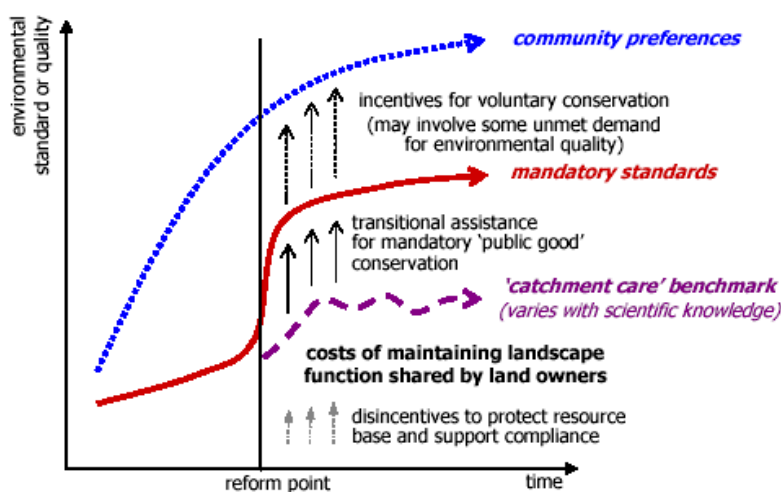 environmental
standard or quality
community preferences
incentives for voluntary conservation
(may involve some unmet demand
for environmental quality)
mandatory standards
transitional assistance
for mandatory ‘public good’
conservation
‘catchment care’ benchmark
(varies with scientific knowledge)
costs of maintaining landscape
function shared by land owners
disincentives to protect resource
base and support compliance
reform point
time